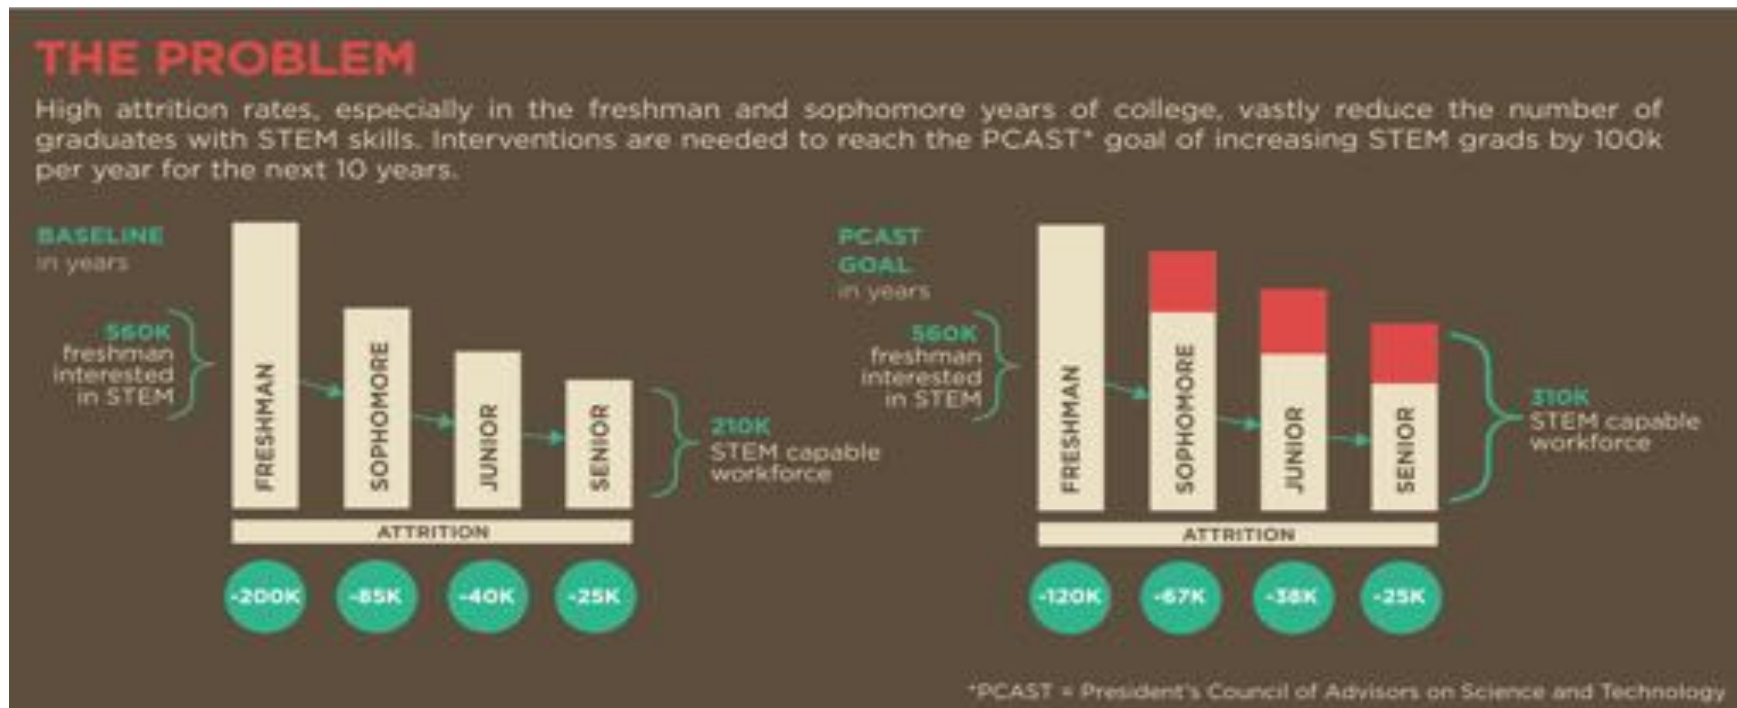 THE PROBLEM
High attrition rates, especially in the freshman and sophomore years of college, vastly reduce the number of
graduates with STEM skills. Interventions are needed to reach the PCAST* goal of increasing STEM grads by 100k
per year for the next 10 years.
BASELINE
in years
560K
freshman
interested
in STEM
FRESHMAN
SOPHOMORE
JUNIOR
SENIOR
210K
STEM capable
workforce
ATTRITION
-200K
-85K
-40K
-25K
PCAST
GOAL
in years
560K
freshman
interested
in STEM
FRESHMAN
SOPHOMORE
JUNIOR
SENIOR
310K
STEM capable
workforce
ATTRITION
-120K
-67K
-38K
-25K
*PCAST = President's Council of Advisors on Science and Technology